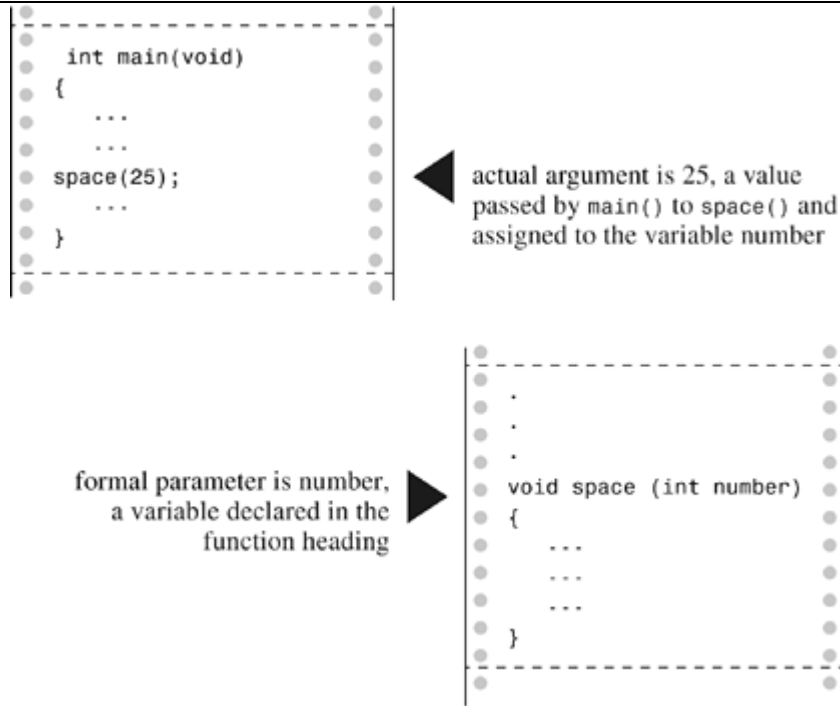 int main(void)
{
...
...
space(25);
...
}
actual argument is 25, a value
passed by main() to space() and
assigned to the variable number
formal parameter is number,
a variable declared in the
function heading
.
.
.
void space (int number)
{
...
...
...
}